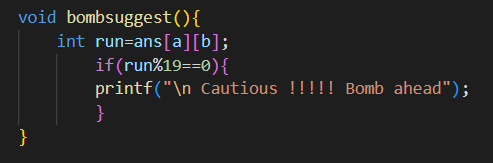 void bombsuggest(){
int run=ans[a][b];
if(run%19==0){
printf("\n Cautious !!!!! Bomb ahead");
}
}